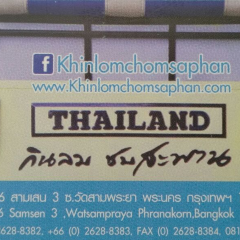 f Khinlomchomsaphan
www.Khinlomchomsaphan.com
THAILAND
กินลม ชมสะพาน
6 สามเสน 3 ซ.วัดสามพระยา พระนคร กรุงเทพฯ
6 Samsen 3 ,Watsampraya Phranakorn,Bangkok
2628-8382, +66 (0) 2628-8383, FAX (0) 2628-8384, 081